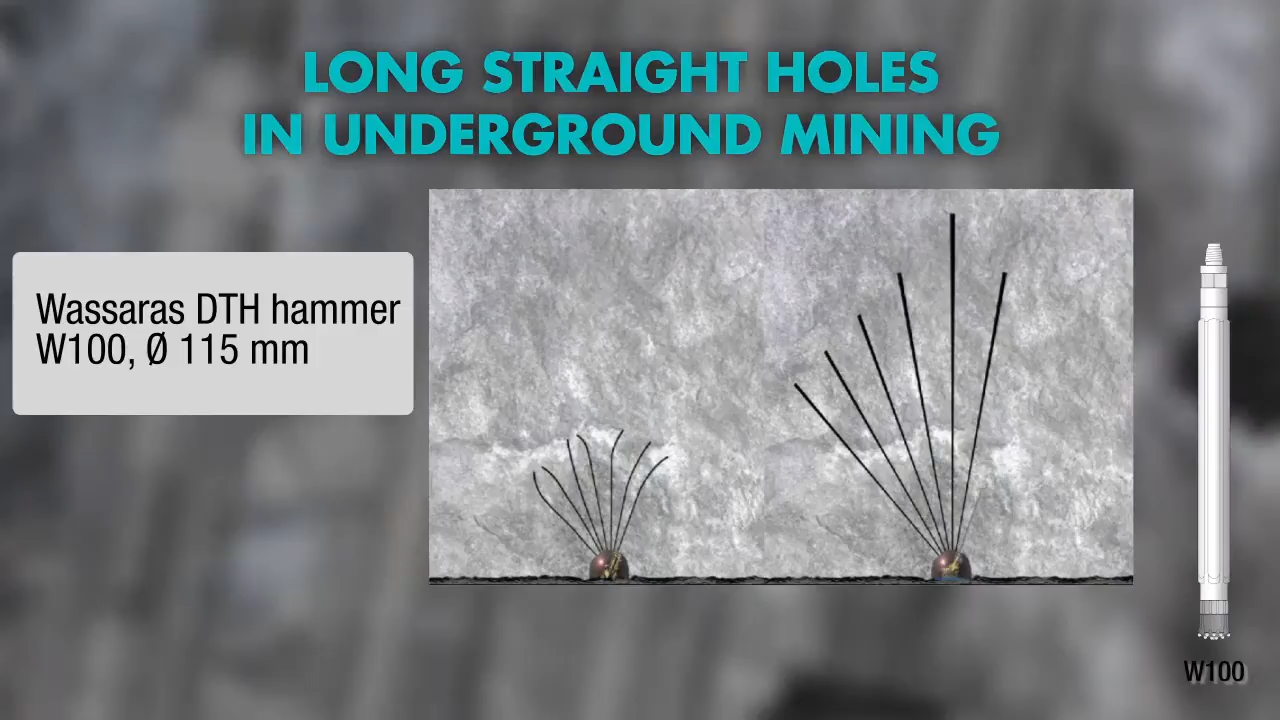 LONG STRAIGHT HOLES
IN UNDERGROUND MINING
Wassaras DTH hammer
W100, Ø 115 mm
W100